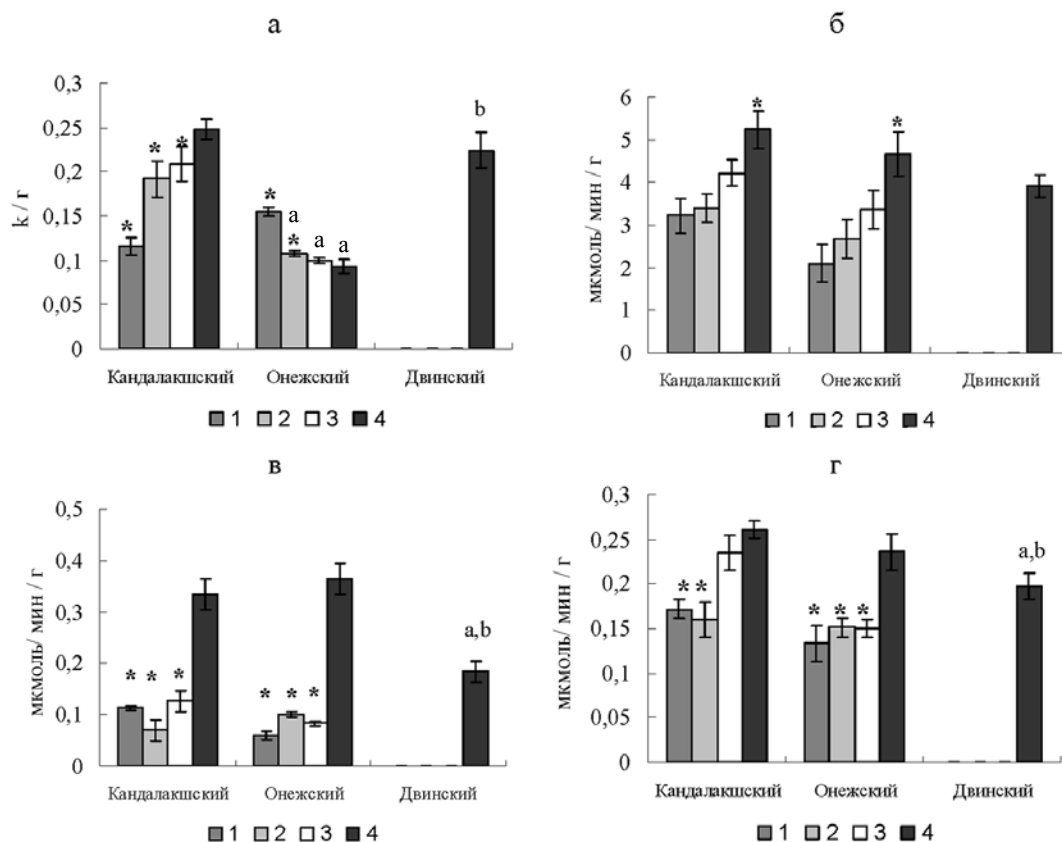 а
k / г
0,3
0,25
0,2
0,15
0,1
0,05
0
* * * * a * a a b
Кандалакшский Онежский Двинский
1 2 3 4
б
мкмоль/ мин / г
6
5
4
3
2
1
0
* *
Кандалакшский Онежский Двинский
1 2 3 4
в
мкмоль/ мин / г
0,5
0,4
0,3
0,2
0,1
0
* * * * * * a,b
Кандалакшский Онежский Двинский
1 2 3 4
г
мкмоль/ мин / г
0,3
0,25
0,2
0,15
0,1
0,05
0
* * * * * a,b
Кандалакшский Онежский Двинский
1 2 3 4